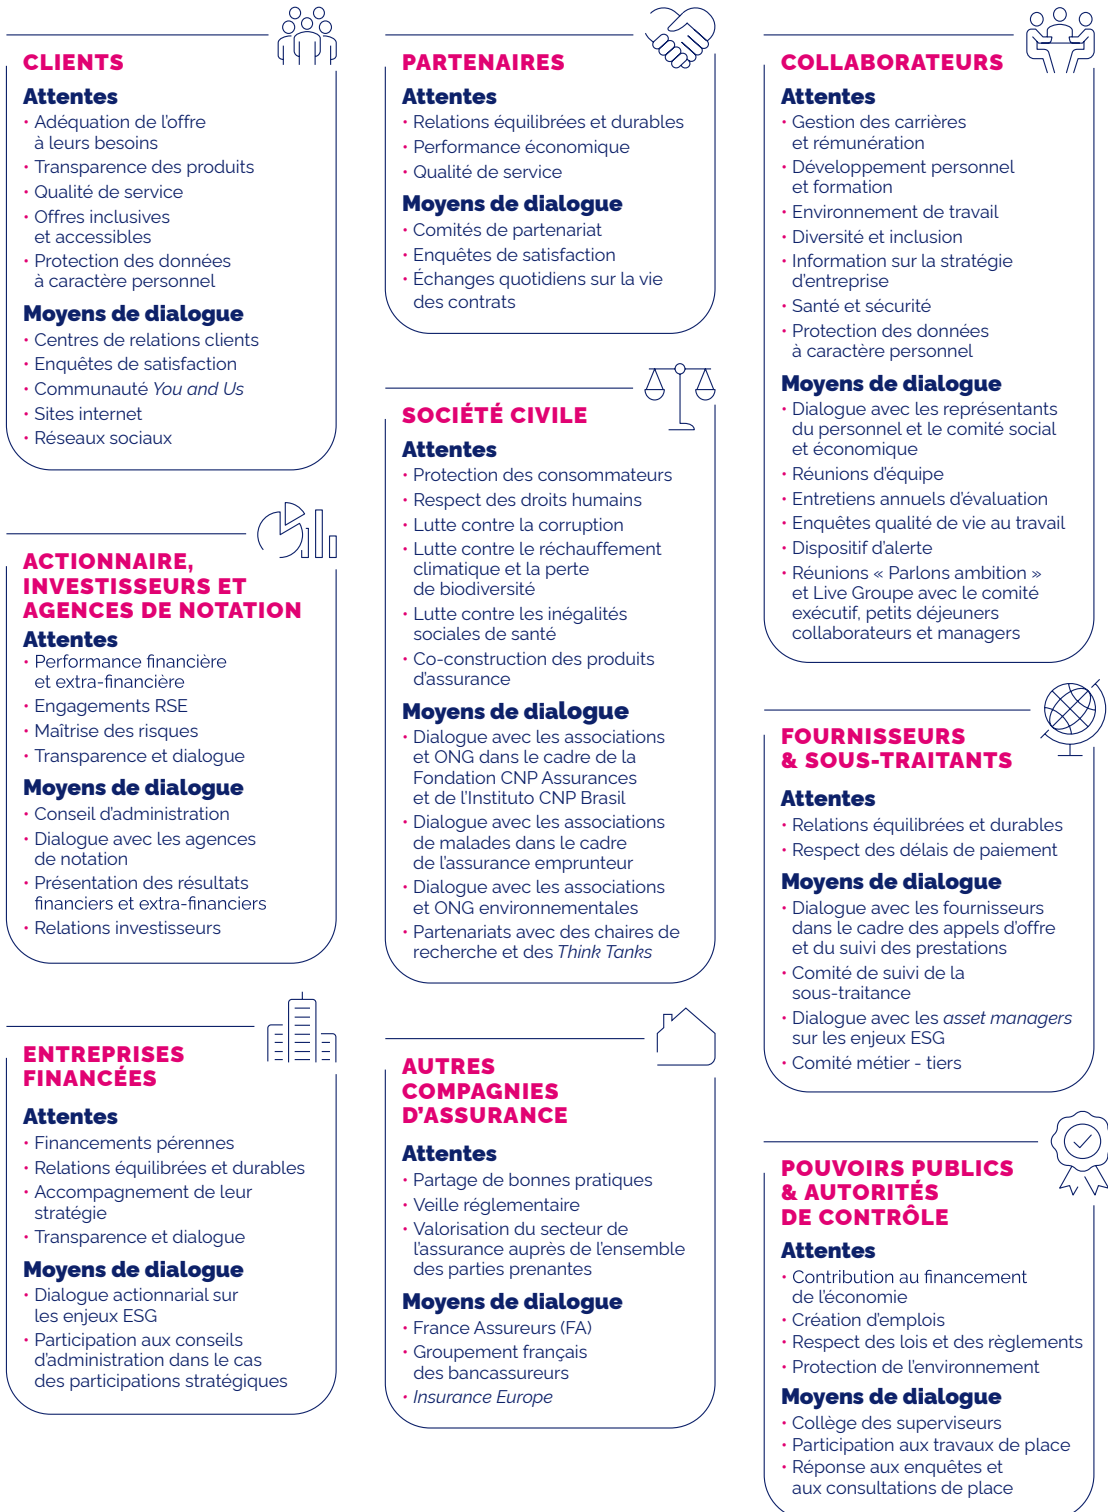 CLIENTS
Attentes
• Adéquation de l'offre
à leurs besoins
• Transparence des produits
• Qualité de service
• Offres inclusives
et accessibles
• Protection des données
à caractère personnel
Moyens de dialogue
• Centres de relations clients
• Enquêtes de satisfaction
• Communauté You and Us
• Sites internet
• Réseaux sociaux
ACTIONNAIRE,
INVESTISSEURS ET
AGENCES DE NOTATION
Attentes
• Performance financière
et extra-financière
• Engagements RSE
• Maîtrise des risques
• Transparence et dialogue
Moyens de dialogue
• Conseil d'administration
• Dialogue avec les agences
de notation
• Présentation des résultats
financiers et extra-financiers
• Relations investisseurs
ENTREPRISES
FINANCÉES
Attentes
• Financements pérennes
• Relations équilibrées et durables
• Accompagnement de leur
stratégie
• Transparence et dialogue
Moyens de dialogue
• Dialogue actionnarial sur
les enjeux ESG
• Participation aux conseils
d'administration dans le cas
des participations stratégiques
PARTENAIRES
Attentes
• Relations équilibrées et durables
• Performance économique
• Qualité de service
Moyens de dialogue
• Comités de partenariat
• Enquêtes de satisfaction
• Échanges quotidiens sur la vie
des contrats
SOCIÉTÉ CIVILE
Attentes
• Protection des consommateurs
• Respect des droits humains
• Lutte contre la corruption
• Lutte contre le réchauffement
climatique et la perte
de biodiversité
• Lutte contre les inégalités
sociales de santé
• Co-construction des produits
d'assurance
Moyens de dialogue
• Dialogue avec les associations
et ONG dans le cadre de la
Fondation CNP Assurances
et de l'Instituto CNP Brasil
• Dialogue avec les associations
de malades dans le cadre
de l'assurance emprunteur
• Dialogue avec les associations
et ONG environnementales
• Partenariats avec des chaires de
recherche et des Think Tanks
AUTRES
COMPAGNIES
D'ASSURANCE
Attentes
• Partage de bonnes pratiques
• Veille réglementaire
• Valorisation du secteur de
l'assurance auprès de l'ensemble
des parties prenantes
Moyens de dialogue
• France Assureurs (FA)
• Groupement français
des bancassureurs
• Insurance Europe
COLLABORATEURS
Attentes
• Gestion des carrières
et rémunération
• Développement personnel
et formation
• Environnement de travail
• Diversité et inclusion
• Information sur la stratégie
d'entreprise
• Santé et sécurité
• Protection des données
à caractère personnel
Moyens de dialogue
• Dialogue avec les représentants
du personnel et le comité social
et économique
• Réunions d'équipe
• Entretiens annuels d'évaluation
• Enquêtes qualité de vie au travail
• Dispositif d'alerte
• Réunions « Parlons ambition »
et Live Groupe avec le comité
exécutif, petits déjeuners
collaborateurs et managers
FOURNISSEURS
& SOUS-TRAITANTS
Attentes
• Relations équilibrées et durables
• Respect des délais de paiement
Moyens de dialogue
• Dialogue avec les fournisseurs
dans le cadre des appels d'offre
et du suivi des prestations
• Comité de suivi de la
sous-traitance
• Dialogue avec les asset managers
sur les enjeux ESG
• Comité métier - tiers
POUVOIRS PUBLICS
& AUTORITÉS
DE CONTRÔLE
Attentes
• Contribution au financement
de l'économie
• Création d'emplois
• Respect des lois et des règlements
• Protection de l'environnement
Moyens de dialogue
• Collège des superviseurs
• Participation aux travaux de place
• Réponse aux enquêtes et
aux consultations de place